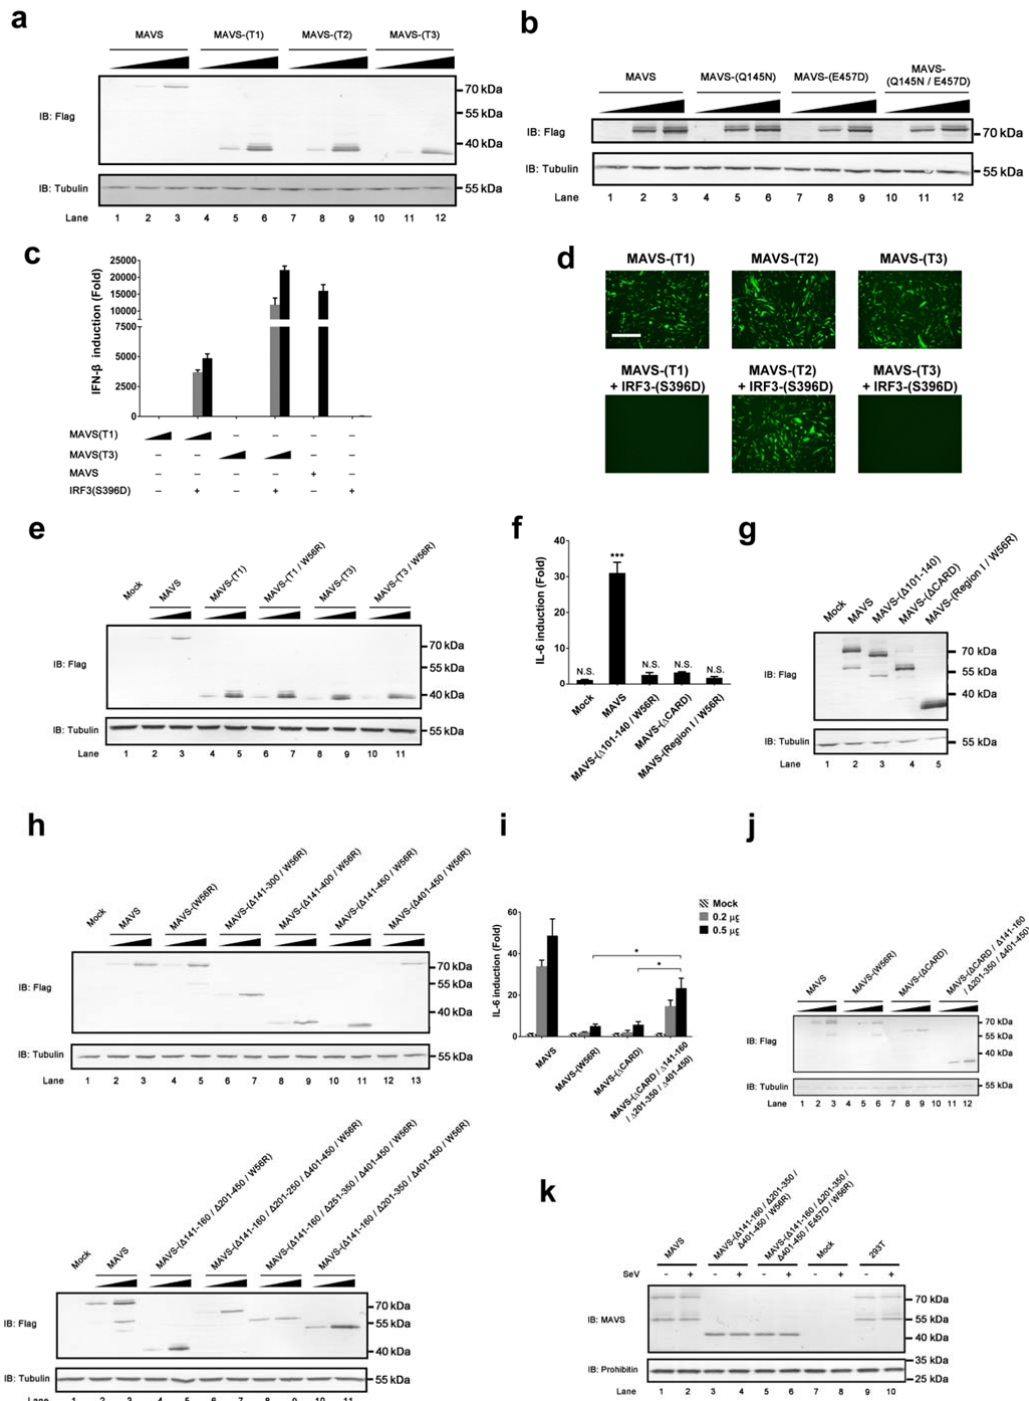 a
MAVS MAVS-(T1) MAVS-(T2) MAVS-(T3)
IB: Flag
70 kDa
55 kDa
40 kDa
IB: Tubulin
55 kDa
Lane 1 2 3 4 5 6 7 8 9 10 11 12
b
MAVS MAVS-(Q145N) MAVS-(E457D) MAVS-(Q145N / E457D)
IB: Flag
70 kDa
IB: Tubulin
55 kDa
Lane 1 2 3 4 5 6 7 8 9 10 11 12
c
IFN-β induction (Fold)
25000
20000
15000
10000
7500
5000
2500
0
MAVS(T1) – – – –
MAVS(T3) – – – –
MAVS – – – – + –
IRF3(S396D) – + – + – +
d
MAVS-(T1) MAVS-(T2) MAVS-(T3)
MAVS-(T1) + IRF3-(S396D)
MAVS-(T2) + IRF3-(S396D)
MAVS-(T3) + IRF3-(S396D)
e
Mock MAVS MAVS-(T1) MAVS-(T1 / W56R) MAVS-(T3) MAVS-(T3 / W56R)
IB: Flag
70 kDa
55 kDa
40 kDa
IB: Tubulin
55 kDa
Lane 1 2 3 4 5 6 7 8 9 10 11
f
IL-6 induction (Fold)
40
30
20
10
0
N.S. *** N.S. N.S. N.S.
Mock
MAVS
MAVS-(Δ101-140 / W56R)
MAVS-(ΔCARD)
MAVS-(Region I / W56R)
g
Mock
MAVS
MAVS-(Δ101-140)
MAVS-(ΔCARD)
MAVS-(Region I / W56R)
IB: Flag
70 kDa
55 kDa
40 kDa
IB: Tubulin
55 kDa
Lane 1 2 3 4 5
h
Mock
MAVS
MAVS-(W56R)
MAVS-(Δ141-300 / W56R)
MAVS-(Δ141-400 / W56R)
MAVS-(Δ141-450 / W56R)
MAVS-(Δ401-450 / W56R)
IB: Flag
70 kDa
55 kDa
40 kDa
IB: Tubulin
55 kDa
Lane 1 2 3 4 5 6 7 8 9 10 11 12 13
Mock
MAVS
MAVS-(Δ141-160 / Δ201-450 / W56R)
MAVS-(Δ141-160 / Δ201-250 / Δ401-450 / W56R)
MAVS-(Δ141-160 / Δ251-350 / Δ401-450 / W56R)
MAVS-(Δ141-160 / Δ201-350 / Δ401-450 / W56R)
IB: Flag
70 kDa
55 kDa
40 kDa
IB: Tubulin
55 kDa
Lane 1 2 3 4 5 6 7 8 9 10 11
i
IL-6 induction (Fold)
60
40
20
0
Mock
0.2 µg
0.5 µg
*
*
MAVS
MAVS-(W56R)
MAVS-(ΔCARD)
MAVS-(ΔCARD / Δ141-160
/ Δ201-350 / Δ401-450)
j
MAVS
MAVS-(W56R)
MAVS-(ΔCARD)
MAVS-(ΔCARD / Δ141-160
/ Δ201-350 / Δ401-450)
IB: Flag
70 kDa
55 kDa
40 kDa
IB: Tubulin
55 kDa
Lane 1 2 3 4 5 6 7 8 9 10 11 12
k
MAVS
MAVS-(Δ141-160 / Δ201-350 /
Δ401-450 / W56R)
MAVS-(Δ141-160 / Δ201-350 /
Δ401-450 / E457D / W56R)
Mock
293T
SeV - + - + - + - + - +
IB: MAVS
70 kDa
55 kDa
40 kDa
IB: Prohibitin
35 kDa
25 kDa
Lane 1 2 3 4 5 6 7 8 9 10